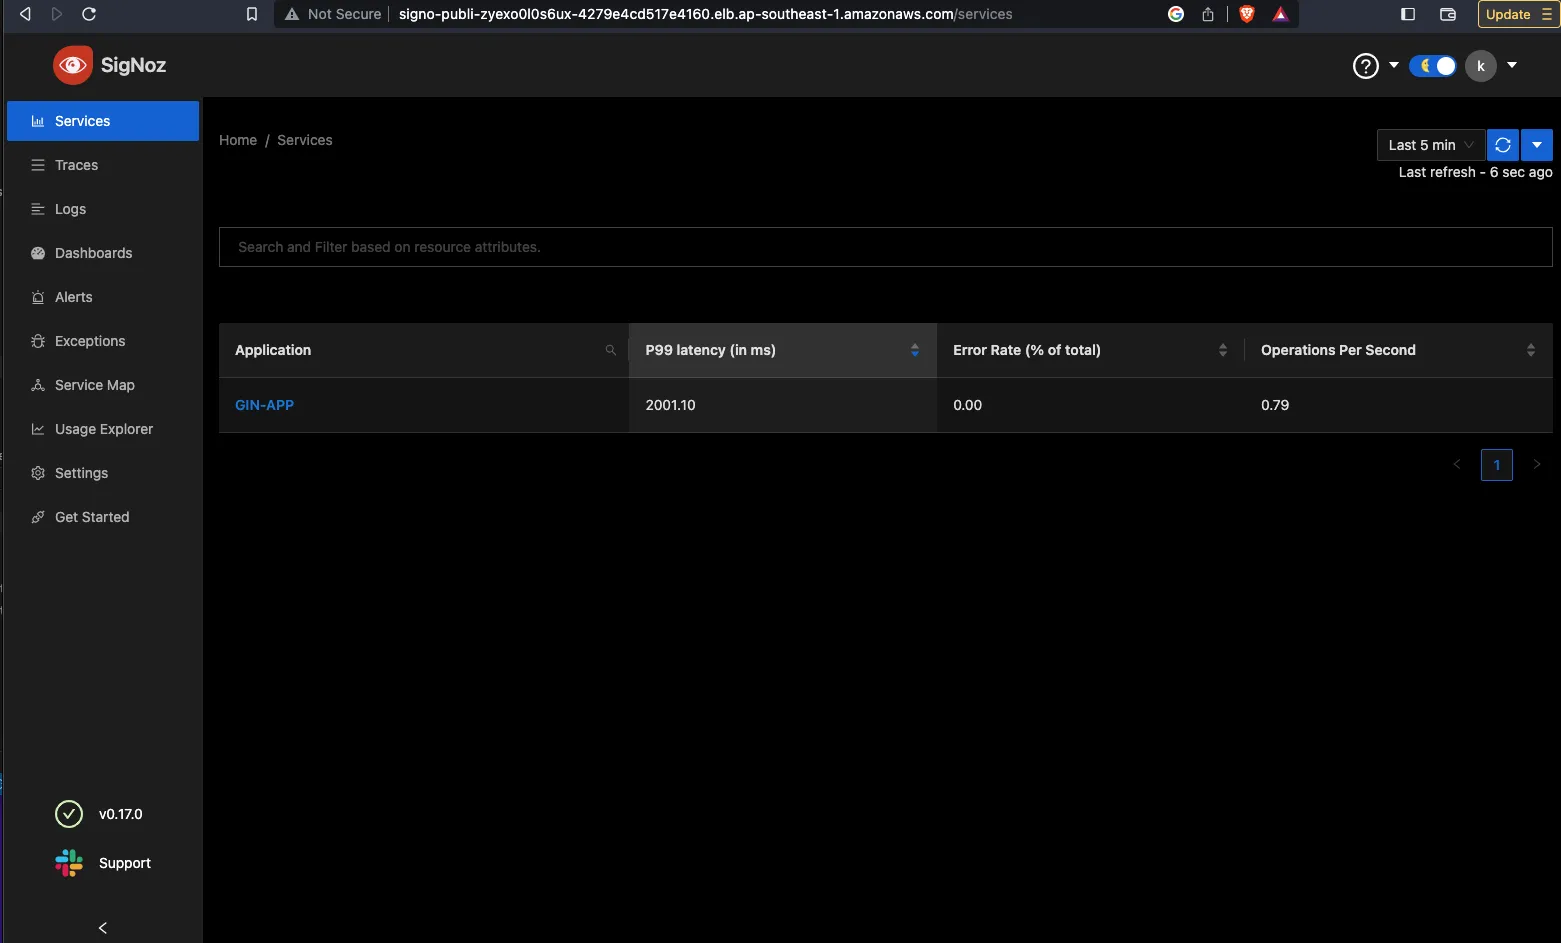 Not Secure signo-publi-zyexo0l0s6ux-4279e4cd517e4160.elb.ap-southeast-1.amazonaws.com/services
Update
SigNoz
?
k
Services
Traces
Logs
Dashboards
Alerts
Exceptions
Service Map
Usage Explorer
Settings
Get Started
v0.17.0
Support
Home / Services
Last 5 min
Last refresh - 6 sec ago
Search and Filter based on resource attributes.
Application P99 latency (in ms) Error Rate (% of total) Operations Per Second
GIN-APP 2001.10 0.00 0.79
1